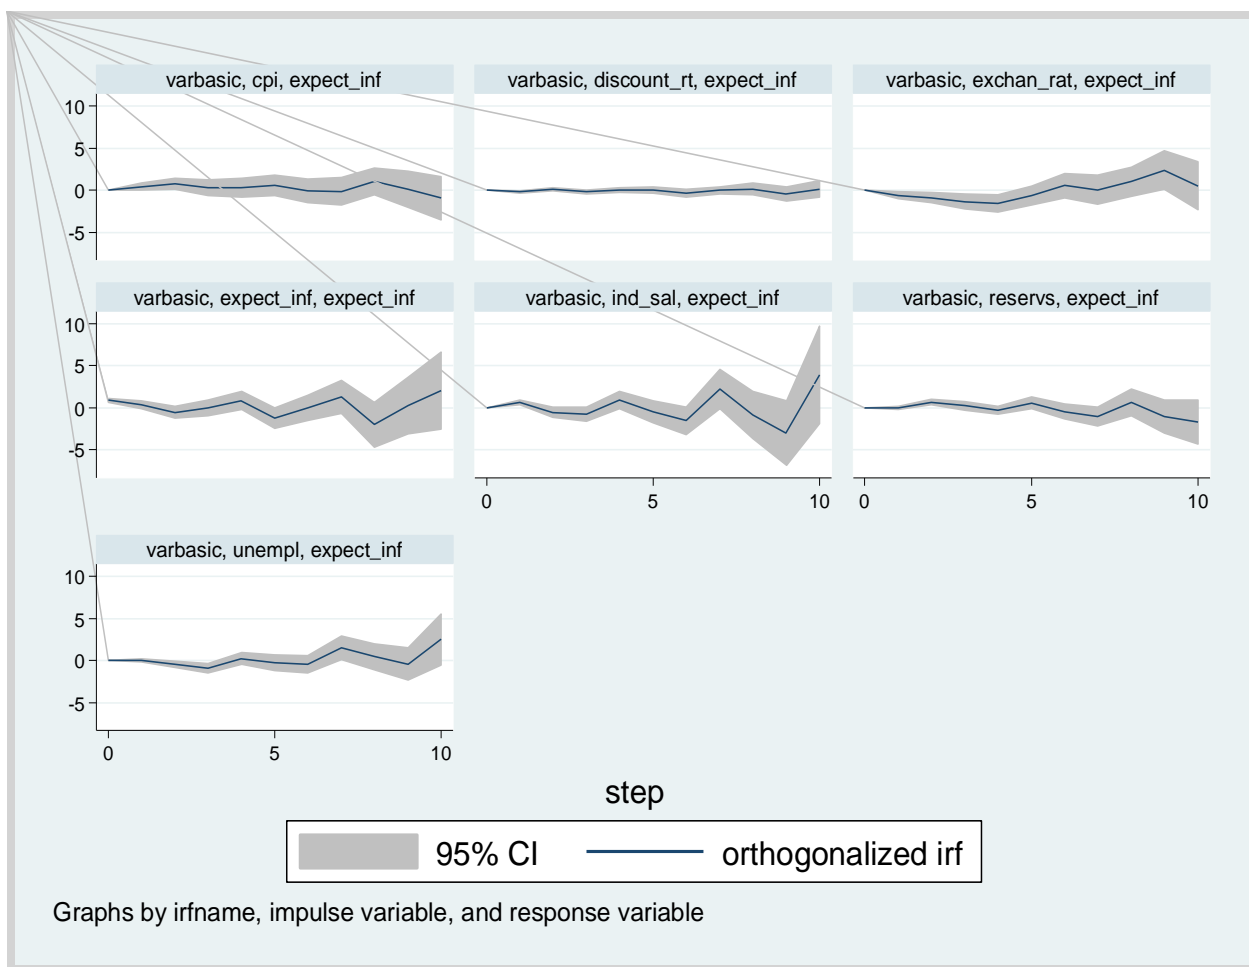 varbasic, cpi, expect_inf
varbasic, discount_rt, expect_inf
varbasic, exchan_rat, expect_inf
10
5
0
-5
varbasic, expect_inf, expect_inf
varbasic, ind_sal, expect_inf
varbasic, reservs, expect_inf
10
5
0
-5
0 5 10
0 5 10
varbasic, unempl, expect_inf
10
5
0
-5
0 5 10
step
95% CI orthogonalized irf
Graphs by irfname, impulse variable, and response variable